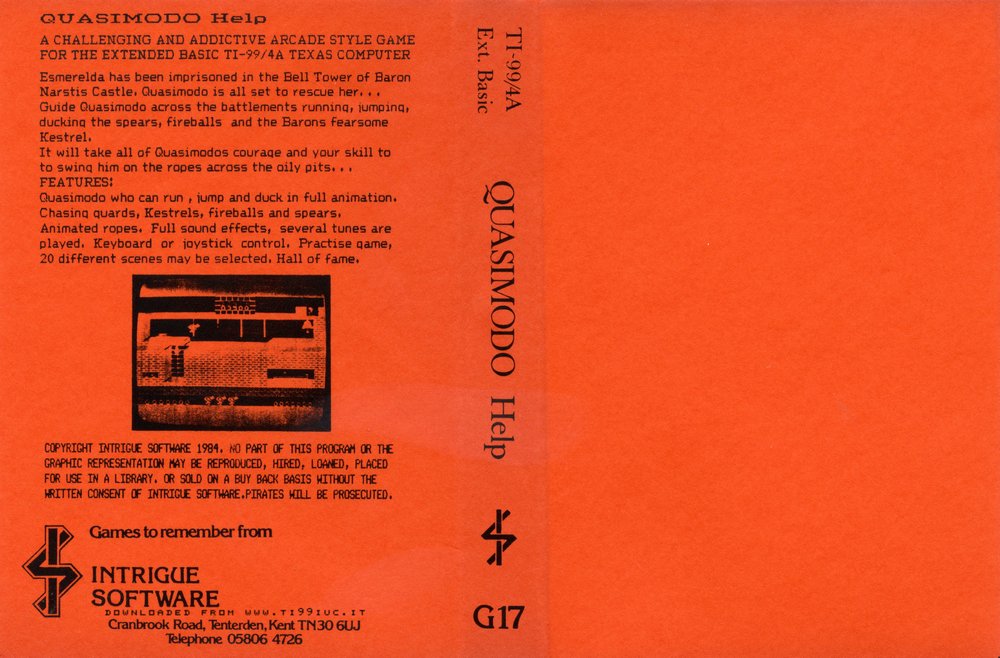 QUASIMODO Help
A CHALLENGING AND ADDICTIVE ARCADE STYLE GAME
FOR THE EXTENDED BASIC TI-99/4A TEXAS COMPUTER
Esmerelda has been imprisoned in the Bell Tower of Baron
Narstis Castle. Quasimodo is all set to rescue her...
Guide Quasimodo across the battlements running, jumping,
ducking the spears, fireballs and the Barons fearsome
Kestrel.
It will take all of Quasimodos courage and your skill to
to swing him on the ropes across the oily pits...
FEATURES:
Quasimodo who can run , jump and duck in full animation.
Chasing guards, Kestrels, fireballs and spears.
Animated ropes. Full sound effects, several tunes are
played. Keyboard or joystick control. Practise game,
20 different scenes may be selected. Hall of fame.
COPYRIGHT INTRIGUE SOFTWARE 1984. NO PART OF THIS PROGRAM OR THE
GRAPHIC REPRESENTATION MAY BE REPRODUCED, HIRED, LOANED, PLACED
FOR USE IN A LIBRARY. OR SOLD ON A BUY BACK BASIS WITHOUT THE
WRITTEN CONSENT OF INTRIGUE SOFTWARE.PIRATES WILL BE PROSECUTED.
Games to remember from
INTRIGUE
SOFTWARE
DOWNLOADED FROM WWW.TI99IUC.IT
Cranbrook Road, Tenterden, Kent TN30 6UJ
Telephone 05806 4726
TI-99/4A
Ext. Basic
QUASIMODO Help
G17